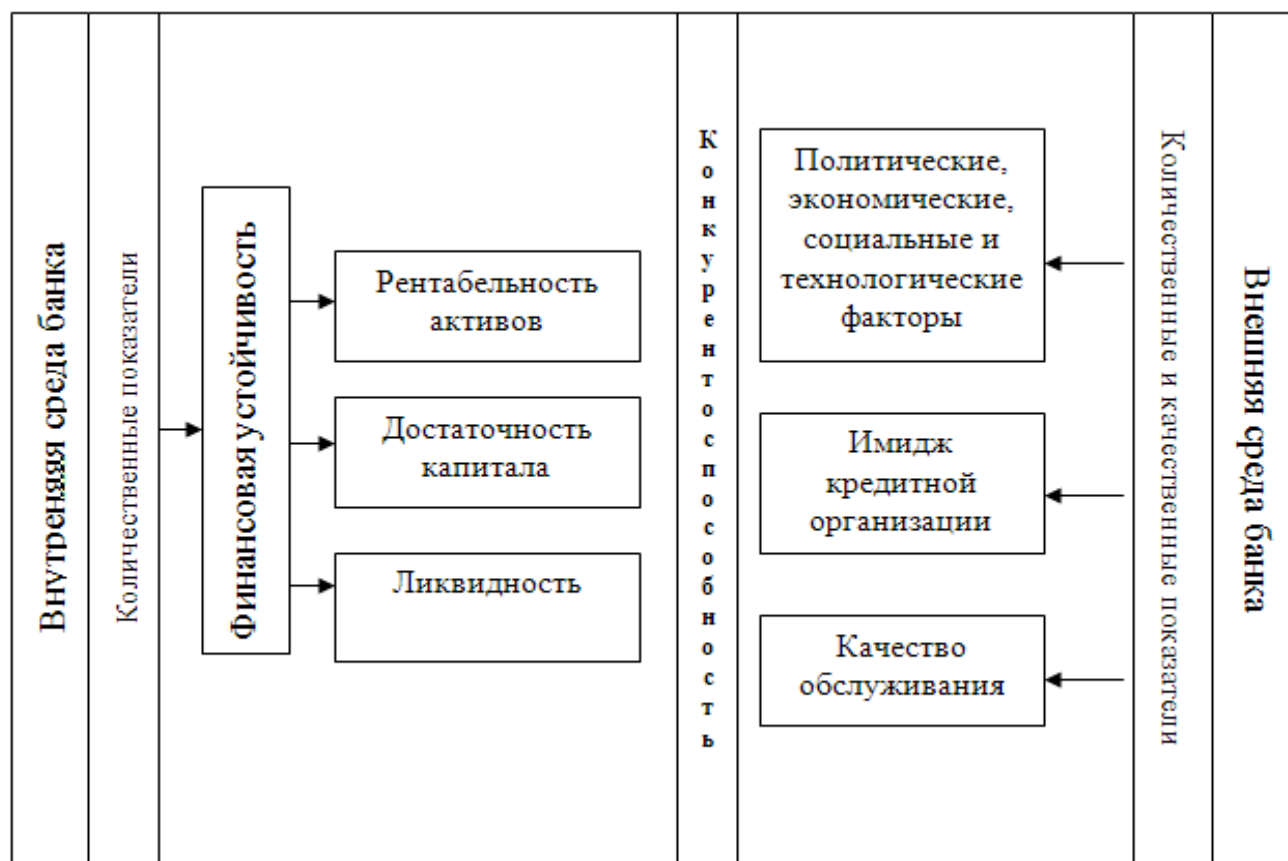 Внутреняя среда банка
Количественные показатели
Финансовая устойчивость
Рентабельность
активов
Достаточность
капитала
Ликвидность
Конкурентоспособность
Политические,
экономические,
социальные и
технологические
факторы
Имидж
кредитной
организации
Качество
обслуживания
Количественные и качественные показатели
Внешняя среда банка